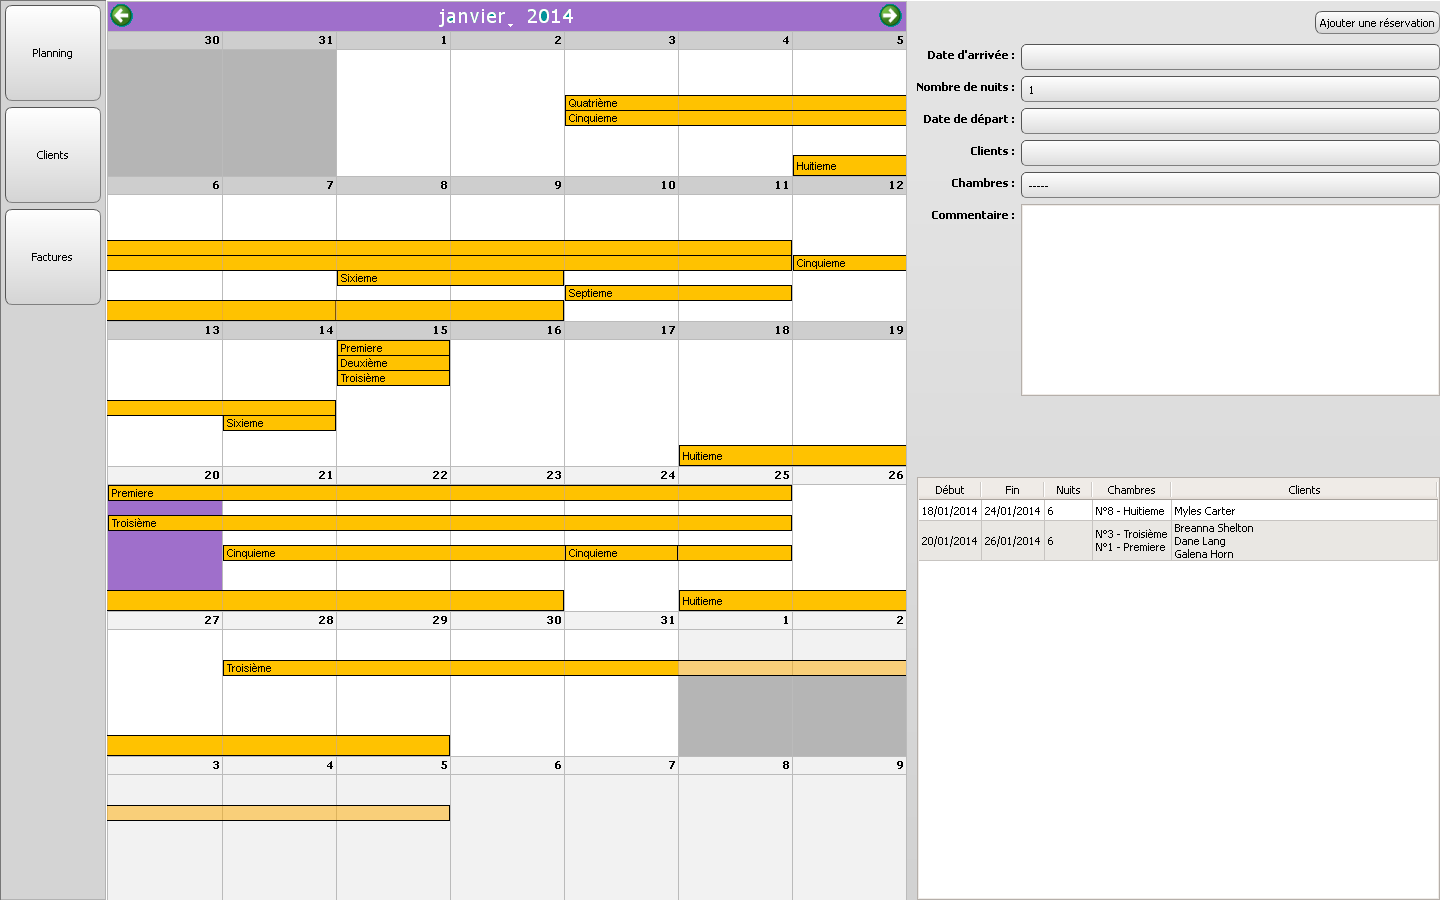 Planning
Clients
Factures
janvier 2014
30 31 1 2 3 4 5
Quatrième
Cinquieme
Huitieme
6 7 8 9 10 11 12
Cinquieme
Sixieme
Septieme
13 14 15 16 17 18 19
Premiere
Deuxième
Troisième
Sixieme
Huitieme
20 21 22 23 24 25 26
Premiere
Troisième
Cinquieme Cinquieme
Huitieme
27 28 29 30 31 1 2
Troisième
3 4 5 6 7 8 9
Ajouter une réservation
Date d'arrivée :
Nombre de nuits : 1
Date de départ :
Clients :
Chambres : -----
Commentaire :
Début Fin Nuits Chambres Clients
18/01/2014 24/01/2014 6 N°8 - Huitieme Myles Carter
20/01/2014 26/01/2014 6 N°3 - Troisième
N°1 - Premiere
Breanna Shelton
Dane Lang
Galena Horn